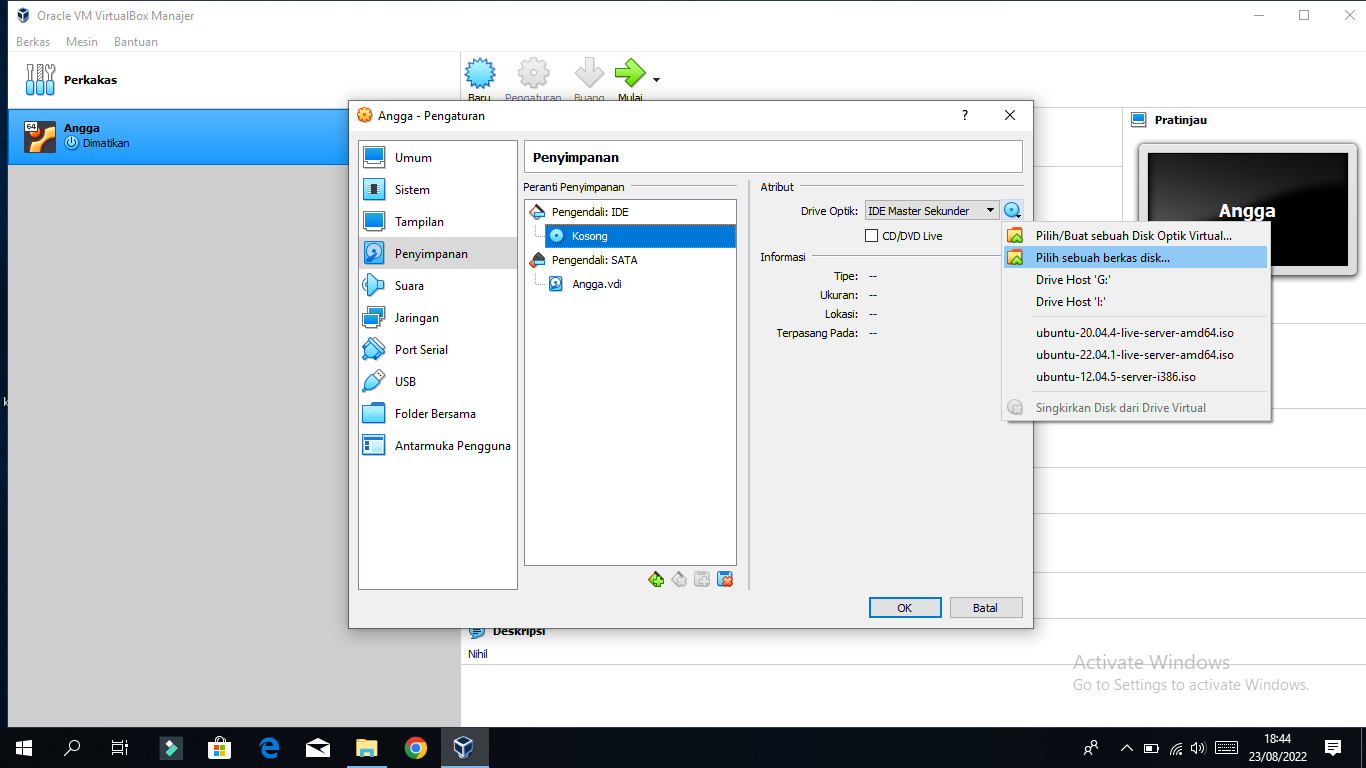 Oracle VM VirtualBox Manajer
Berkas Mesin Bantuan
Perkakas
Baru Pengaturan Buang Mulai
64
Angga
Dimatikan
Pratinjau
Angga
Angga - Pengaturan
?
Umum
Sistem
Tampilan
Penyimpanan
Suara
Jaringan
Port Serial
USB
Folder Bersama
Antarmuka Pengguna
Penyimpanan
Peranti Penyimpanan
Pengendali: IDE
Kosong
Pengendali: SATA
Angga.vdi
Atribut
Drive Optik: IDE Master Sekunder
CD/DVD Live
Informasi
Tipe: --
Ukuran: --
Lokasi: --
Terpasang Pada: --
Pilih/Buat sebuah Disk Optik Virtual...
Pilih sebuah berkas disk...
Drive Host 'G:'
Drive Host 'I:'
ubuntu-20.04.4-live-server-amd64.iso
ubuntu-22.04.1-live-server-amd64.iso
ubuntu-12.04.5-server-i386.iso
Singkirkan Disk dari Drive Virtual
OK Batal
Deskripsi
Nihil
Activate Windows
Go to Settings to activate Windows.
18:44
23/08/2022